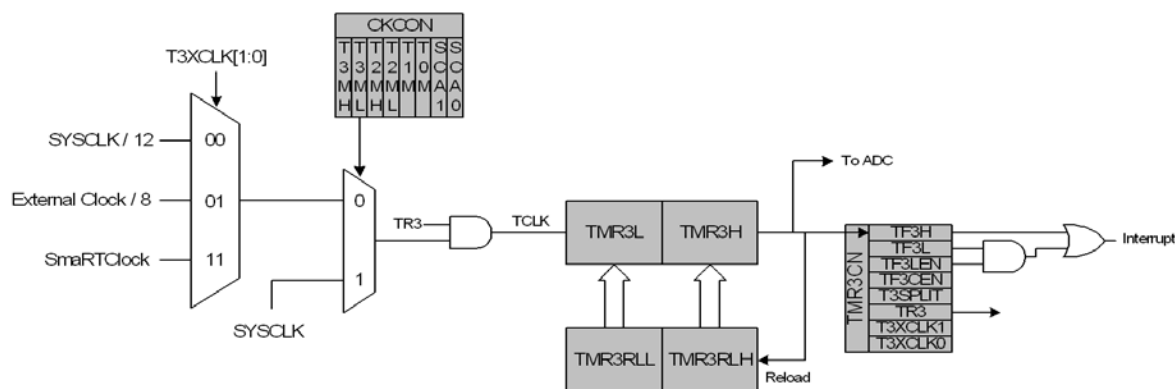 CKCON
T3MH
T3ML
T2MH
T2ML
T1M
T0M
SCA1
SCA0
T3XCLK[1:0]
SYSCLK / 12
00
External Clock / 8
01
SmaRTClock
11
0
1
SYSCLK
TR3
TCLK
TMR3L
TMR3H
To ADC
TMR3RLL
TMR3RLH
Reload
TMR3CN
TF3H
TF3L
TF3LEN
TF3CEN
T3SPLIT
TR3
T3XCLK1
T3XCLK0
Interrupt